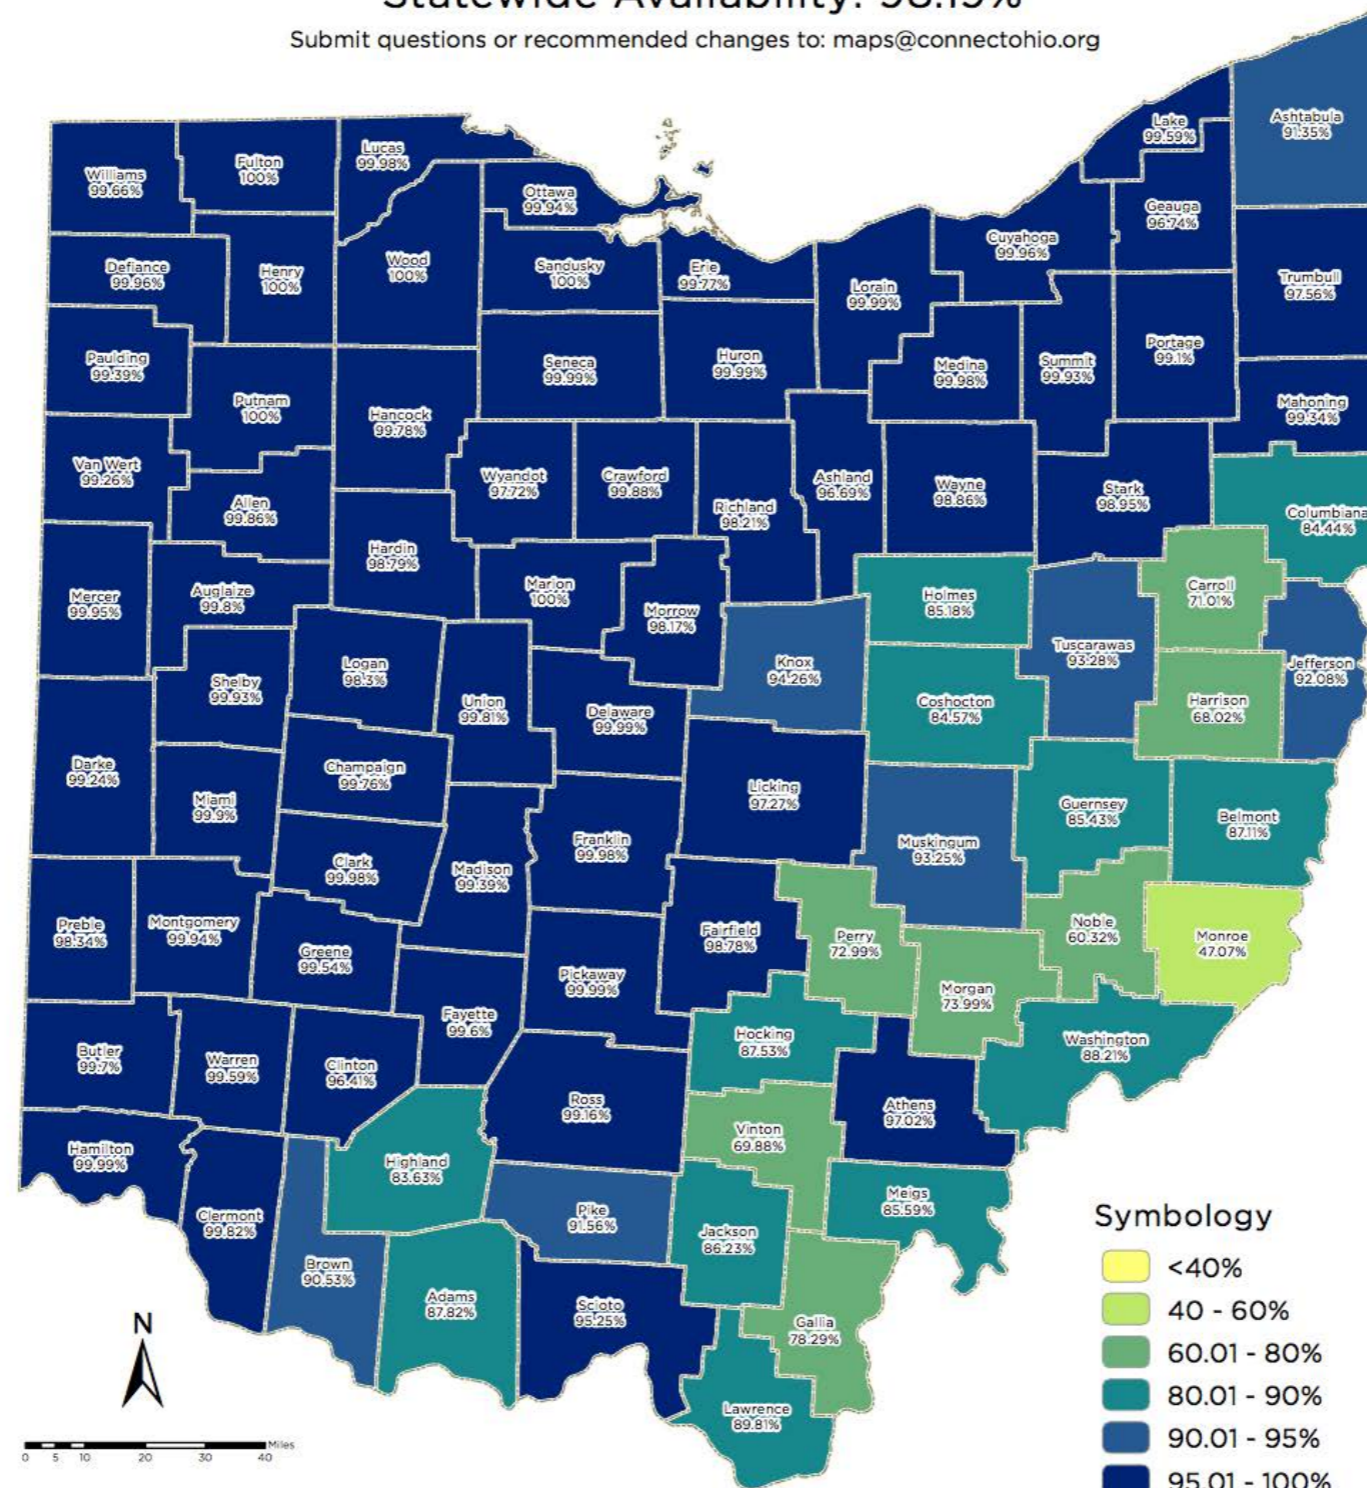 Statewide Availability: 98.19%
Submit questions or recommended changes to: maps@connectohio.org
Lake
99.59%
Ashtabula
91.35%
Williams
99.66%
Fulton
100%
Lucas
99.98%
Ottawa
99.94%
Geauga
96.74%
Cuyahoga
99.96%
Defiance
99.96%
Henry
100%
Wood
100%
Sandusky
100%
Erie
99.77%
Lorain
99.99%
Trumbull
97.56%
Paulding
99.39%
Seneca
99.99%
Huron
99.99%
Medina
99.98%
Summit
99.93%
Portage
99.1%
Putnam
100%
Hancock
99.78%
Mahoning
99.34%
Van Wert
99.26%
Allen
99.86%
Wyandot
97.72%
Crawford
99.88%
Richland
98.21%
Ashland
96.69%
Wayne
98.86%
Stark
98.95%
Columbiana
84.44%
Mercer
99.95%
Auglaize
99.8%
Hardin
98.79%
Marion
100%
Morrow
98.17%
Holmes
85.18%
Carroll
71.01%
Shelby
99.93%
Logan
98.3%
Union
99.81%
Delaware
99.99%
Knox
94.26%
Coshocton
84.57%
Tuscarawas
93.28%
Harrison
68.02%
Jefferson
92.08%
Darke
99.24%
Miami
99.9%
Champaign
99.76%
Licking
97.27%
Muskingum
93.25%
Guernsey
85.43%
Belmont
87.11%
Clark
99.98%
Madison
99.39%
Franklin
99.98%
Preble
98.34%
Montgomery
99.94%
Greene
99.54%
Pickaway
99.99%
Fairfield
98.78%
Perry
72.99%
Morgan
73.99%
Noble
60.32%
Monroe
47.07%
Butler
99.7%
Warren
99.59%
Clinton
96.41%
Fayette
99.6%
Ross
99.16%
Hocking
87.53%
Washington
88.21%
Athens
97.02%
Hamilton
99.99%
Clermont
99.82%
Highland
83.63%
Vinton
69.88%
Meigs
85.59%
Brown
90.53%
Adams
87.82%
Pike
91.56%
Scioto
95.25%
Jackson
86.23%
Gallia
78.29%
Lawrence
89.81%
N
Miles
0 5 10 20 30 40
Symbology
<40%
40 - 60%
60.01 - 80%
80.01 - 90%
90.01 - 95%
95.01 - 100%